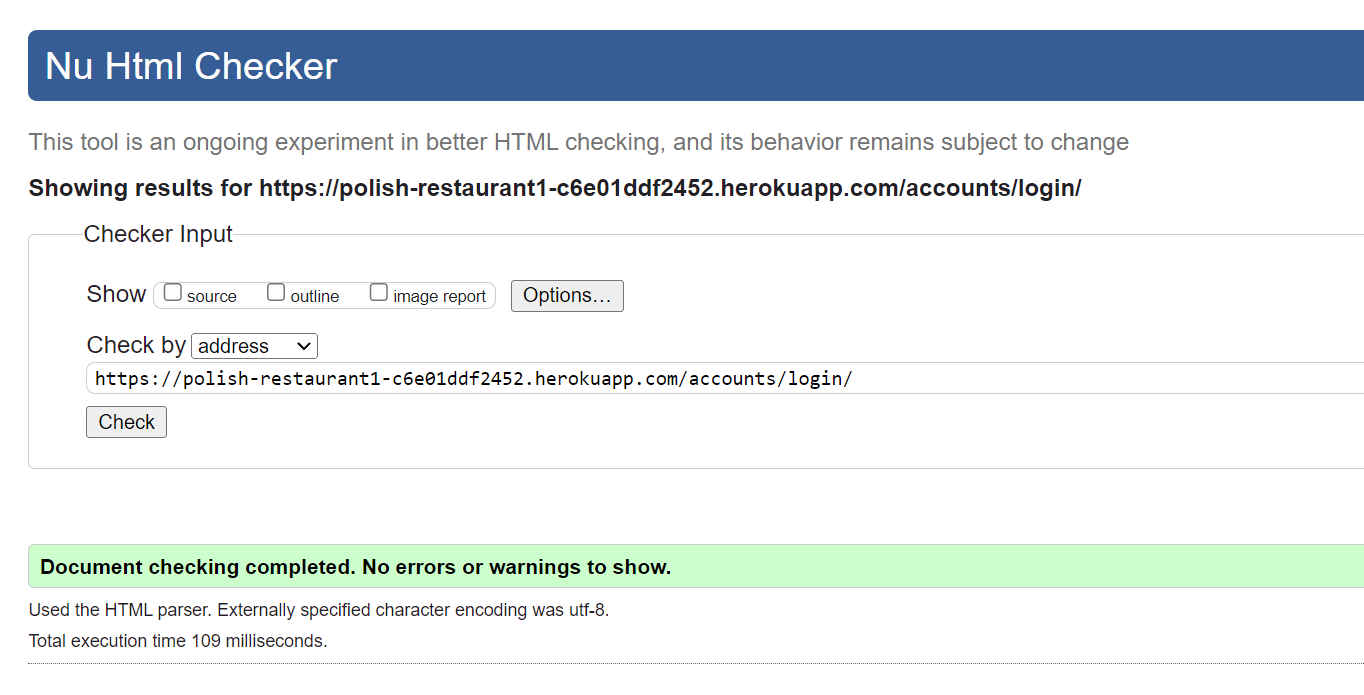 Nu Html Checker
This tool is an ongoing experiment in better HTML checking, and its behavior remains subject to change
Showing results for https://polish-restaurant1-c6e01ddf2452.herokuapp.com/accounts/login/
Checker Input
Show source outline image report Options…
Check by address
https://polish-restaurant1-c6e01ddf2452.herokuapp.com/accounts/login/
Check
Document checking completed. No errors or warnings to show.
Used the HTML parser. Externally specified character encoding was utf-8.
Total execution time 109 milliseconds.